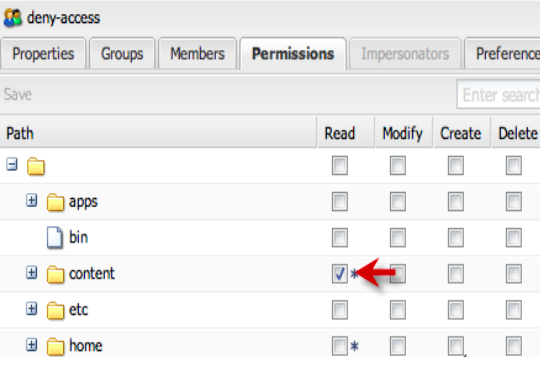 deny-access
Properties Groups Members Permissions Impersonators Preference
Save Enter search
Path Read Modify Create Delete
apps
bin
content *
etc
home *